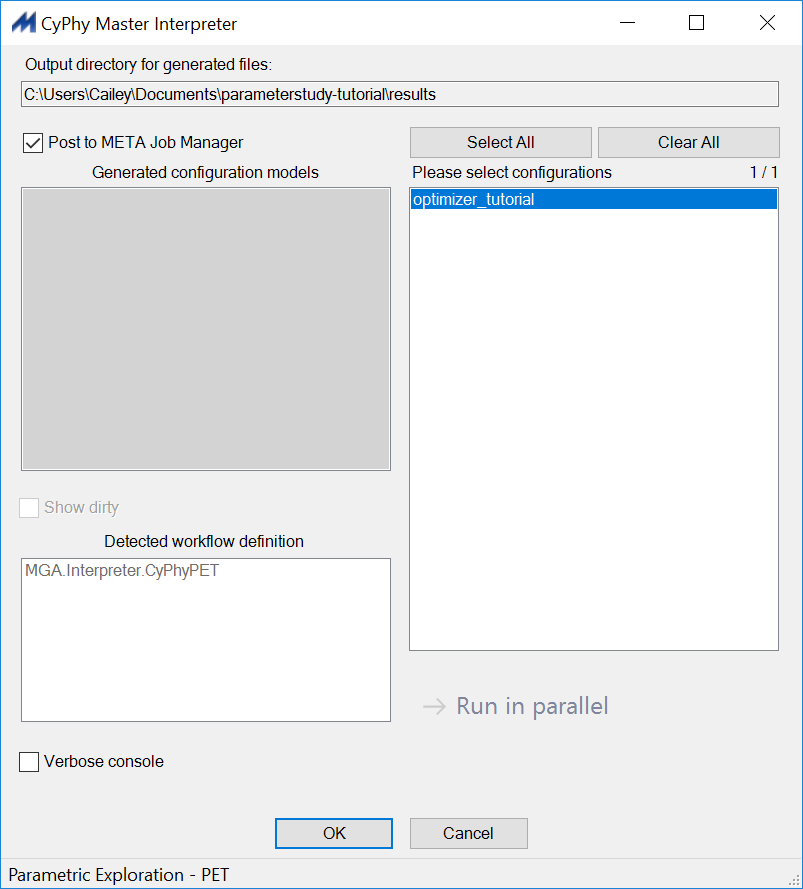 CyPhy Master Interpreter
Output directory for generated files:
C:\Users\Cailey\Documents\parameterstudy-tutorial\results
Post to META Job Manager
Select All
Clear All
Generated configuration models
Please select configurations
1 / 1
optimizer_tutorial
Show dirty
Detected workflow definition
MGA.Interpreter.CyPhyPET
Run in parallel
Verbose console
OK
Cancel
Parametric Exploration - PET